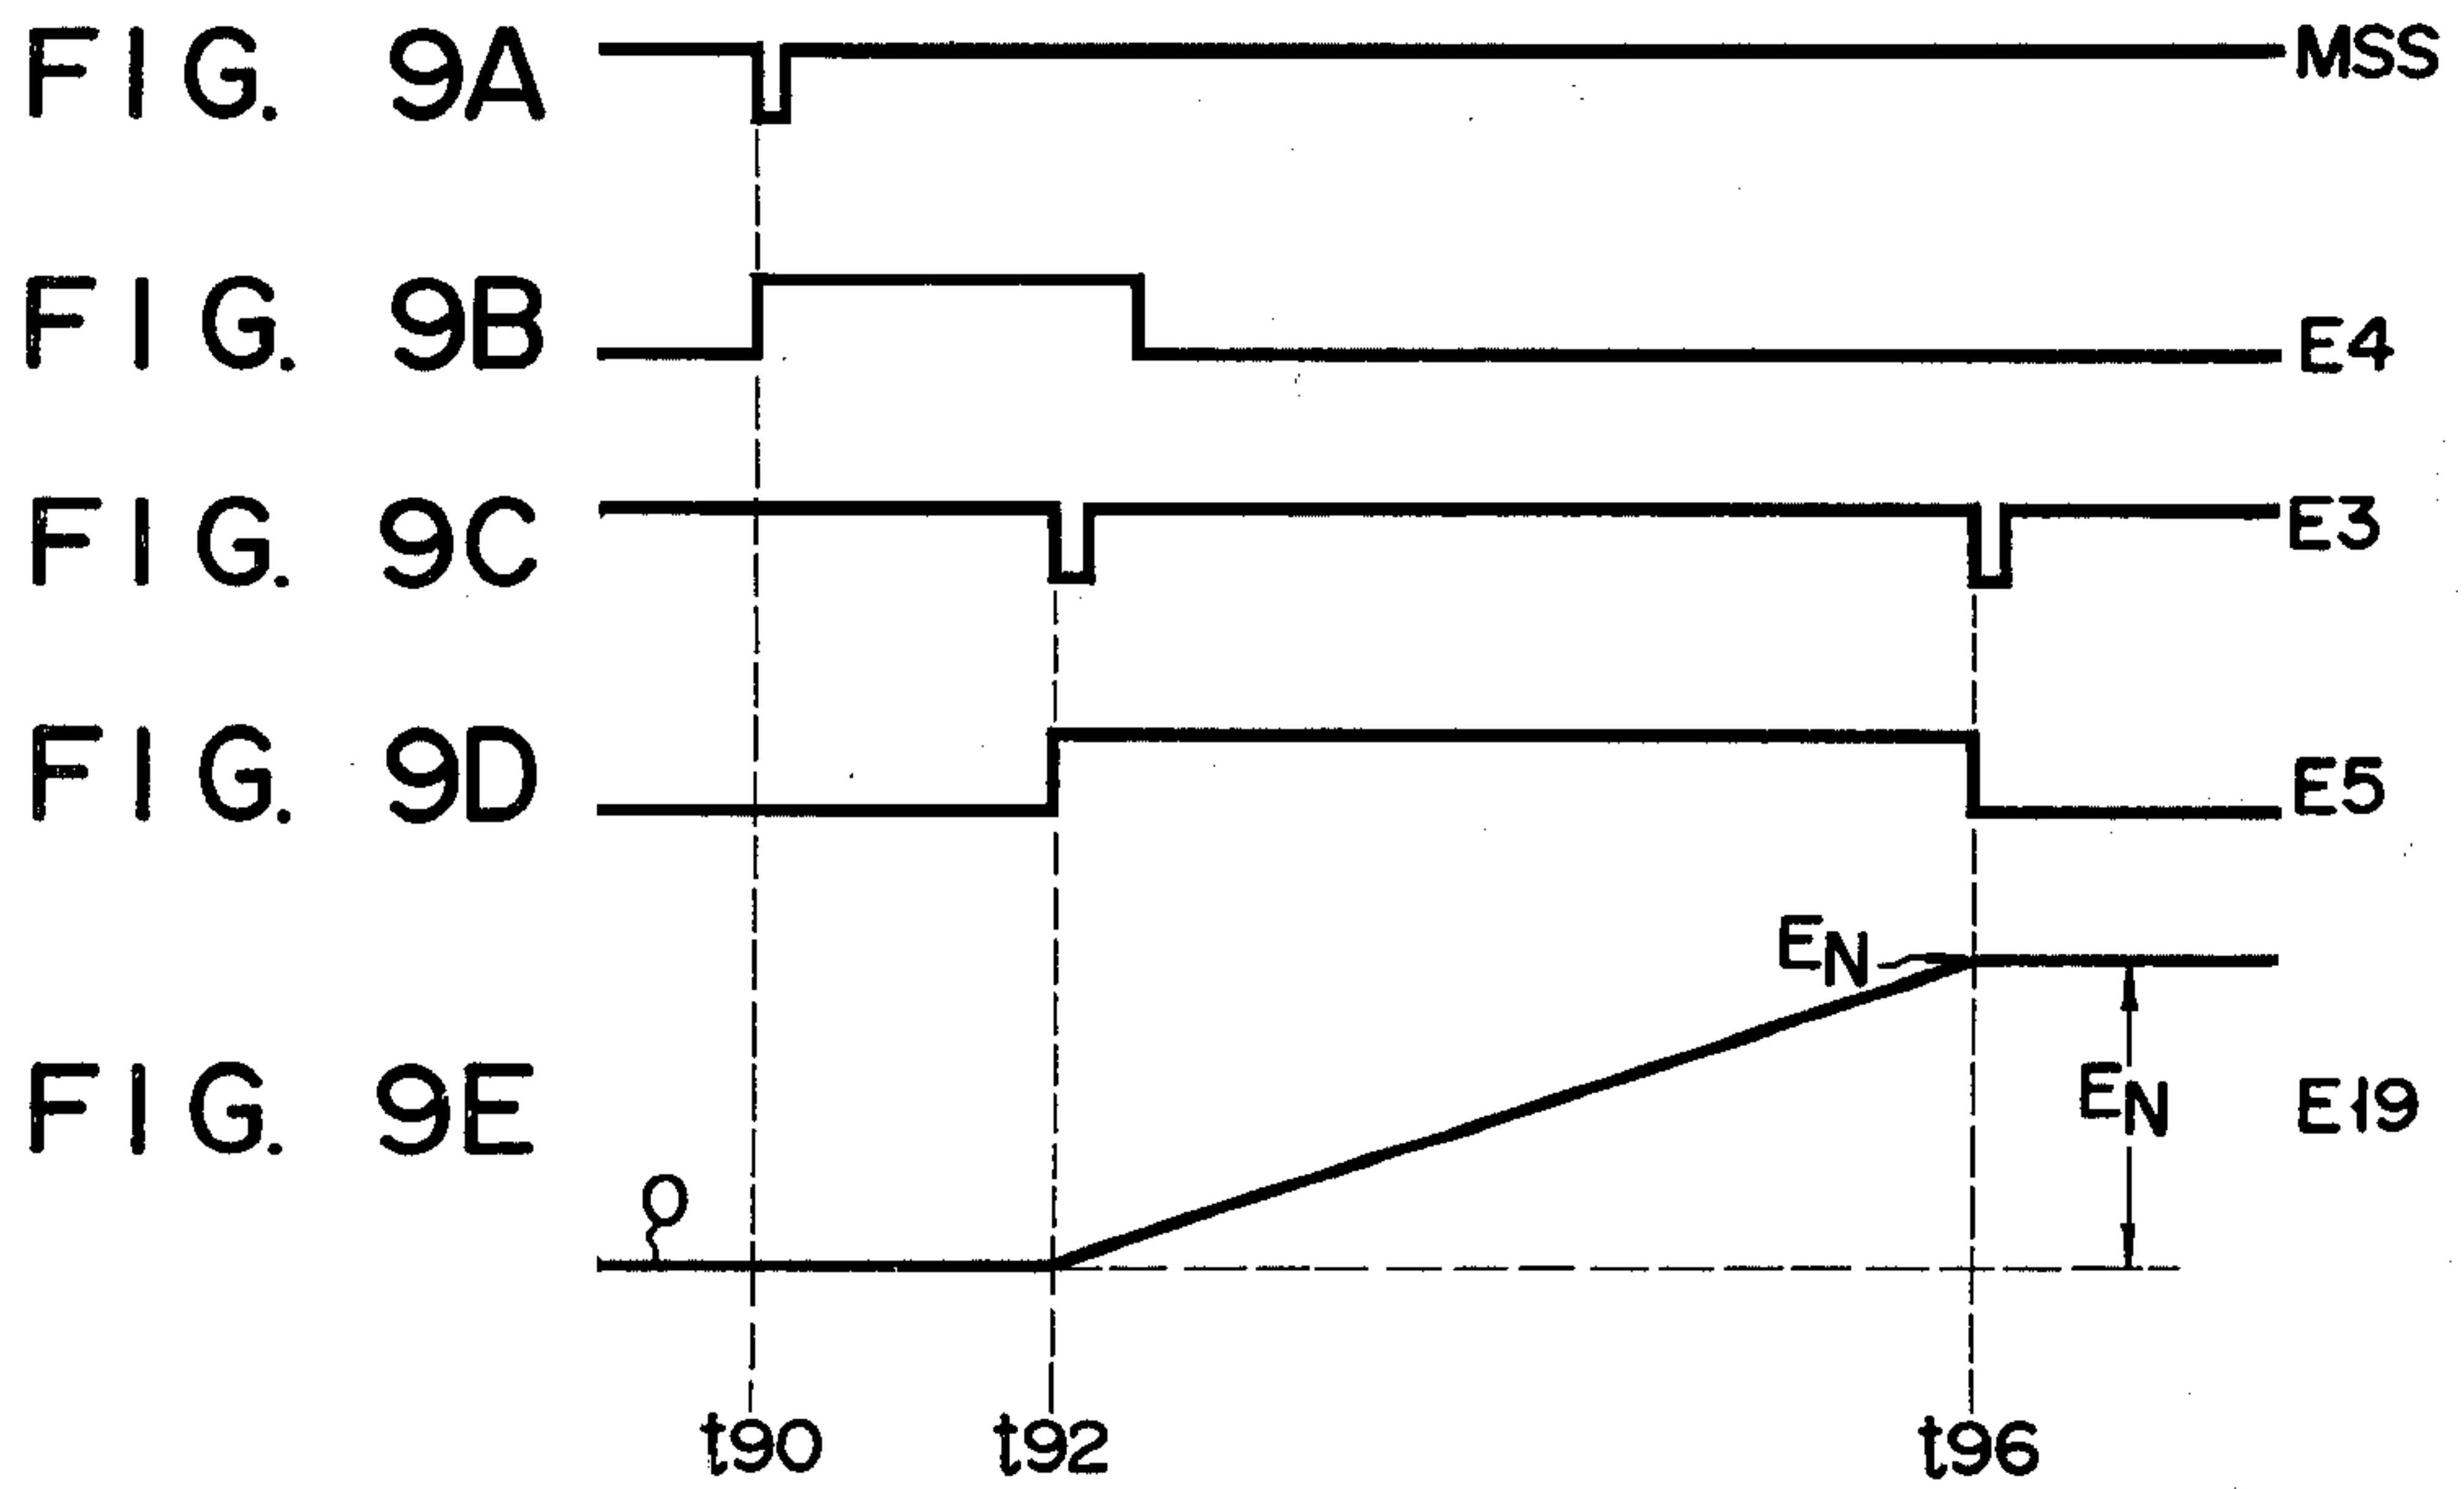 FIG. 9A MSS
FIG. 9B E4
FIG. 9C E3
FIG. 9D E5
EN
FIG. 9E EN E19
O
t90 t92 t96